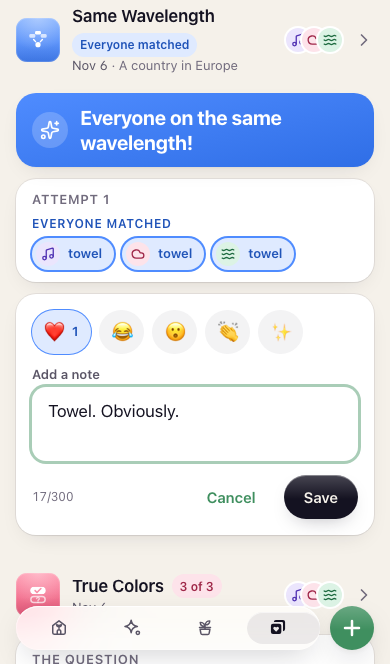 Same Wavelength
Everyone matched
Nov 6 · A country in Europe
Everyone on the same
wavelength!
ATTEMPT 1
EVERYONE MATCHED
towel towel towel
1
Add a note
Towel. Obviously.
17/300 Cancel Save
True Colors 3 of 3
THE QUESTION